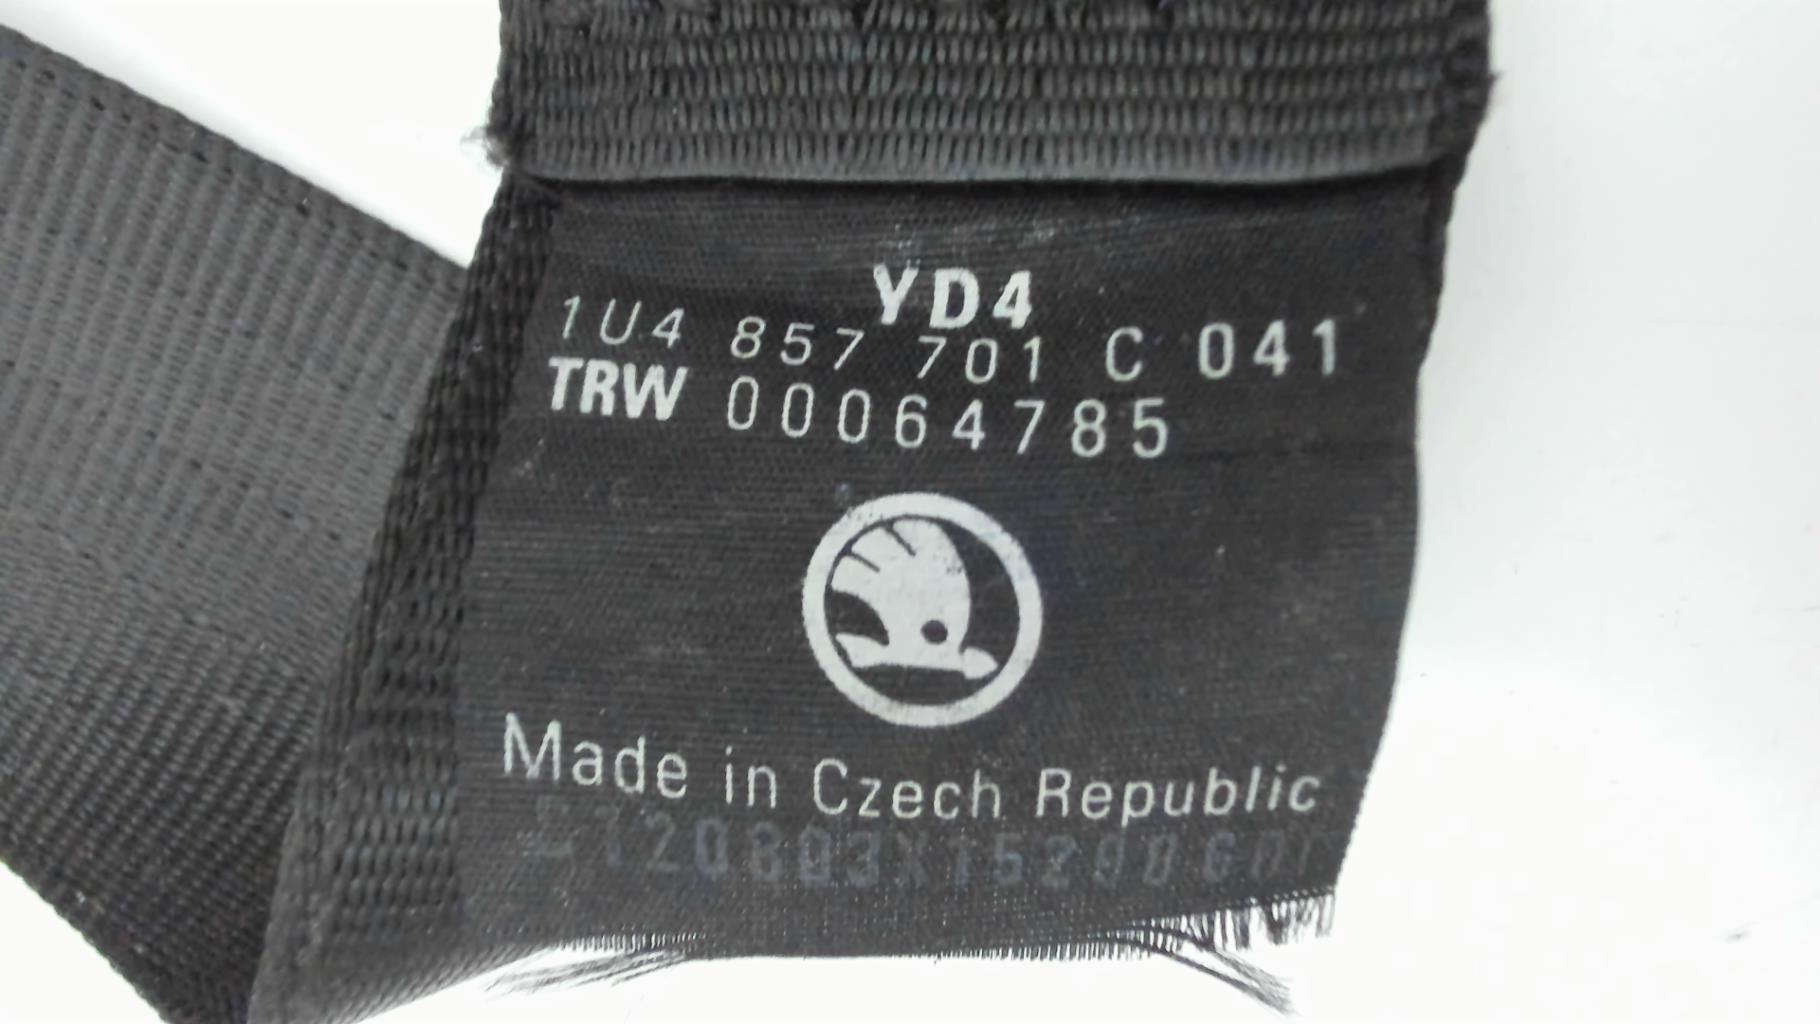 YD4
1U4 857 701 C 041
TRW 00064785
Made in Czech Republic